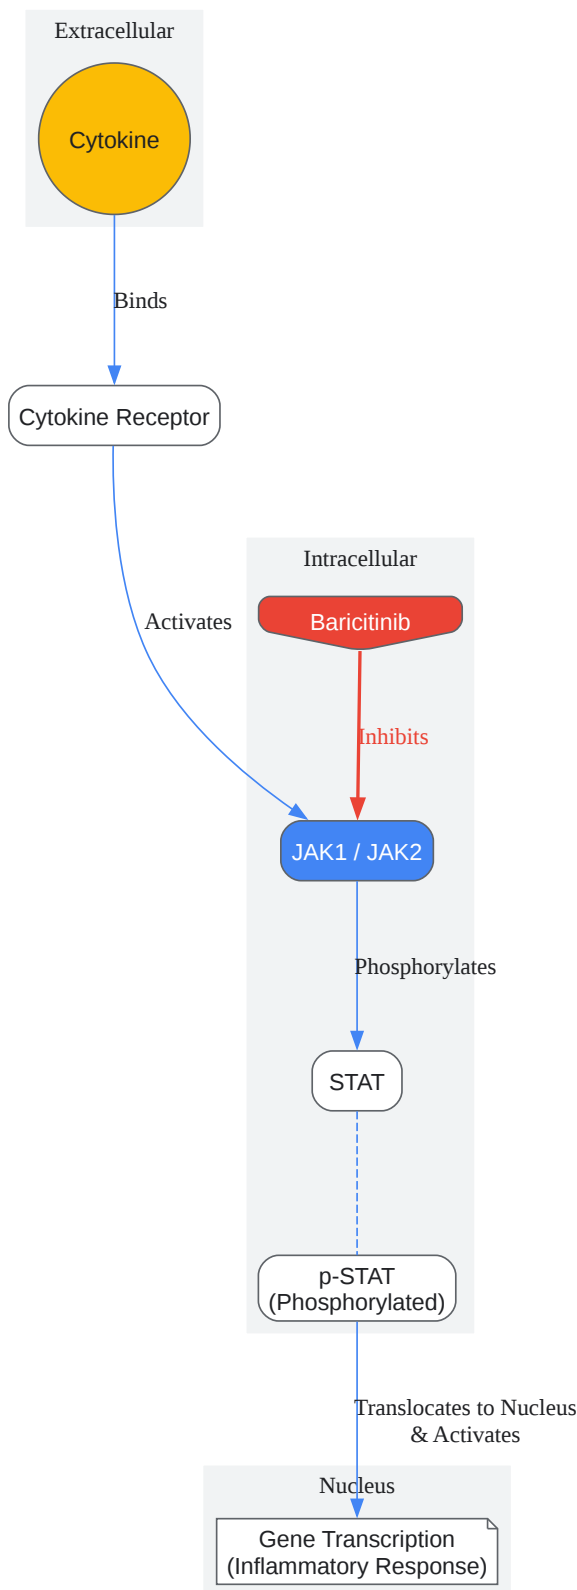 Extracellular
Cytokine
Binds
Cytokine Receptor
Intracellular
Baricitinib
Activates
Inhibits
JAK1 / JAK2
Phosphorylates
STAT
p-STAT
(Phosphorylated)
Translocates to Nucleus
& Activates
Nucleus
Gene Transcription
(Inflammatory Response)